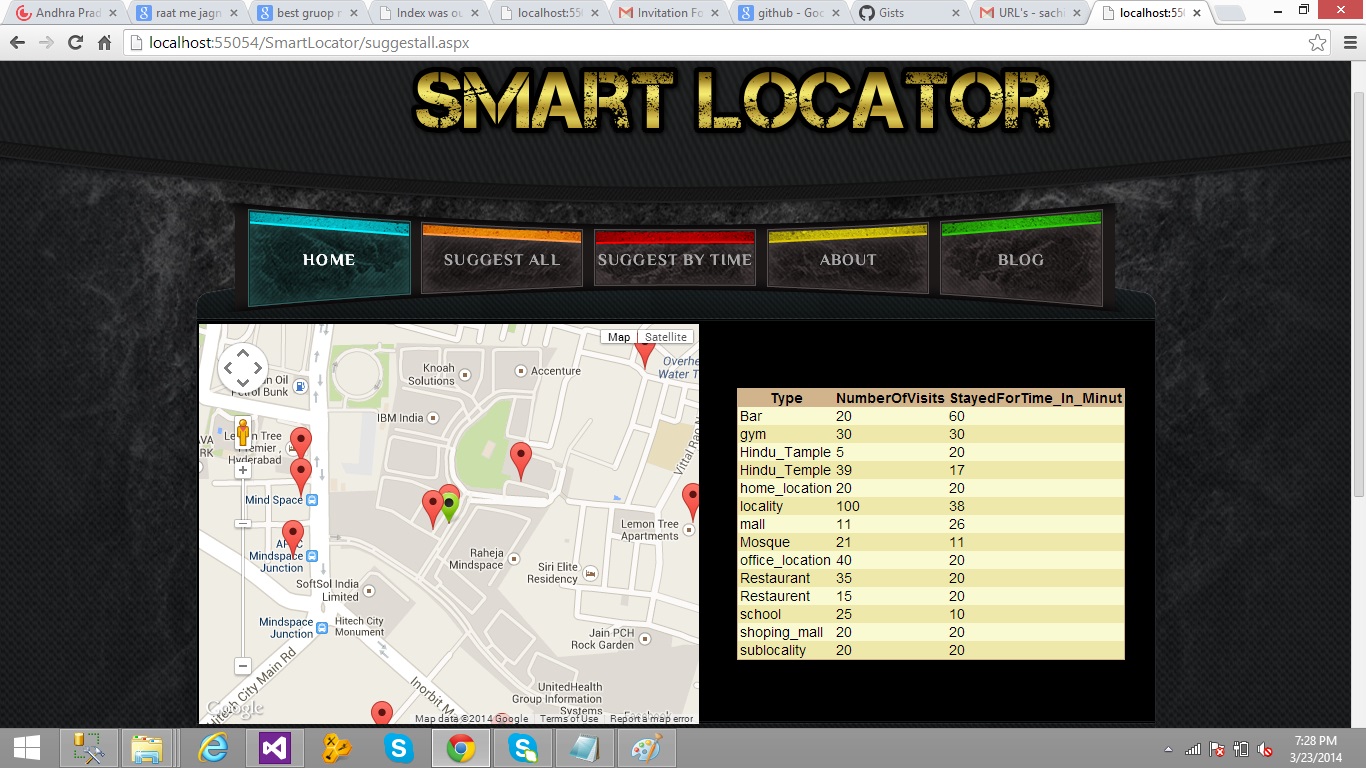 Andhra Prad
raat me jagn
best gruop n
Index was ou
localhost:550
Invitation Fo
github - Goo
Gists
URL's - sachi
localhost:550
localhost:55054/SmartLocator/suggestall.aspx
SMART LOCATOR
HOME
SUGGEST ALL
SUGGEST BY TIME
ABOUT
BLOG
Map
Satellite
Overhe
Water T
Knoah
Solutions
Accenture
an Oil
Petrol Bunk
IBM India
Lemon Tree
Premier,
Hyderabad
AVA
RK
Vittal Rao N
Mind Space
Lemon Tree
Apartments
Mindspace
Junction
Raheja
Mindspace
Siri Elite
Residency
SoftSol India
Limited
Mindspace
Junction
Hitech City
Monument
Jain PCH
Rock Garden
Hitech City Main Rd
Inorbit M
UnitedHealth
Group Information
Systems
Google
Map data ©2014 Google
Terms of Use
Report a map error
Type NumberOfVisits StayedForTime_In_Minut
Bar 20 60
gym 30 30
Hindu_Tample 5 20
Hindu_Temple 39 17
home_location 20 20
locality 100 38
mall 11 26
Mosque 21 11
office_location 40 20
Restaurant 35 20
Restaurent 15 20
school 25 10
shoping_mall 20 20
sublocality 20 20
7:28 PM
3/23/2014